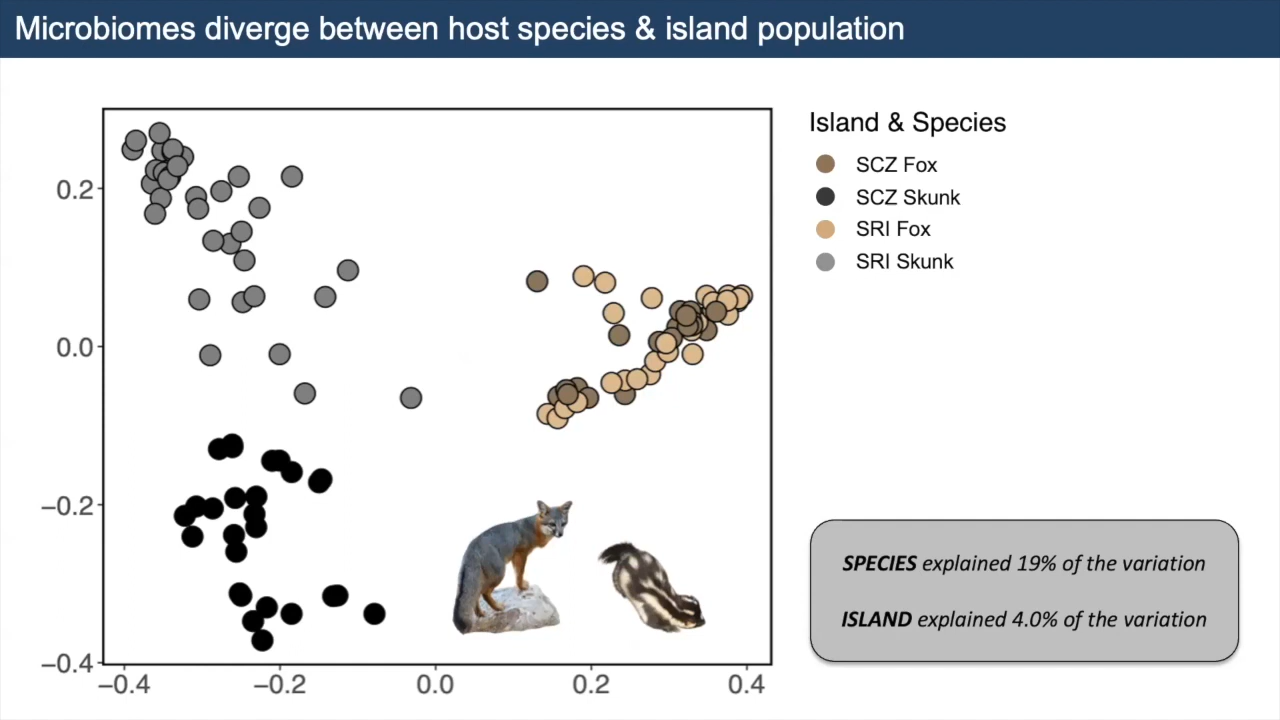 Microbiomes diverge between host species & island population
Island & Species
SCZ Fox
SCZ Skunk
SRI Fox
SRI Skunk
0.2
0.0
−0.2
−0.4
−0.4
−0.2
0.0
0.2
0.4
SPECIES explained 19% of the variation
ISLAND explained 4.0% of the variation